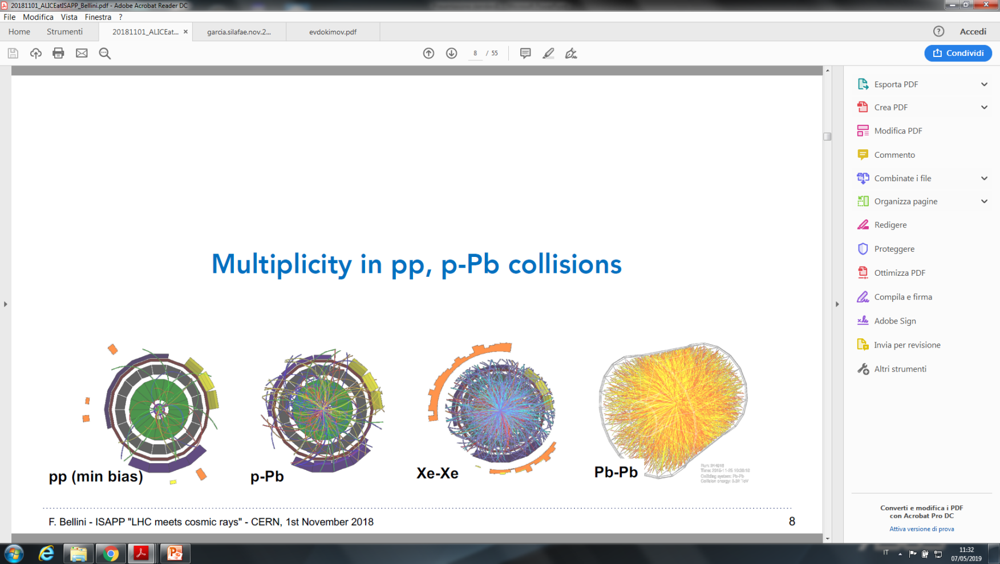 20181101_ALICEatISAPP_Bellini.pdf - Adobe Acrobat Reader DC
File Modifica Vista Finestra ?
Home Strumenti 20181101_ALICEat... × garcia.silafae.nov.2... evdokimov.pdf ? Accedi
8 / 55 Condividi
Esporta PDF
Crea PDF
Modifica PDF
Commento
Combinate i file
Organizza pagine
Redigere
Proteggere
Ottimizza PDF
Compila e firma
Adobe Sign
Invia per revisione
Altri strumenti
Converti e modifica i PDF
con Acrobat Pro DC
Attiva versione di prova
Multiplicity in pp, p-Pb collisions
pp (min bias)
p-Pb
Xe-Xe
Pb-Pb
Colliding system: Pb-Pb
F. Bellini - ISAPP "LHC meets cosmic rays" - CERN, 1st November 2018
8
IT
11:32
07/05/2019